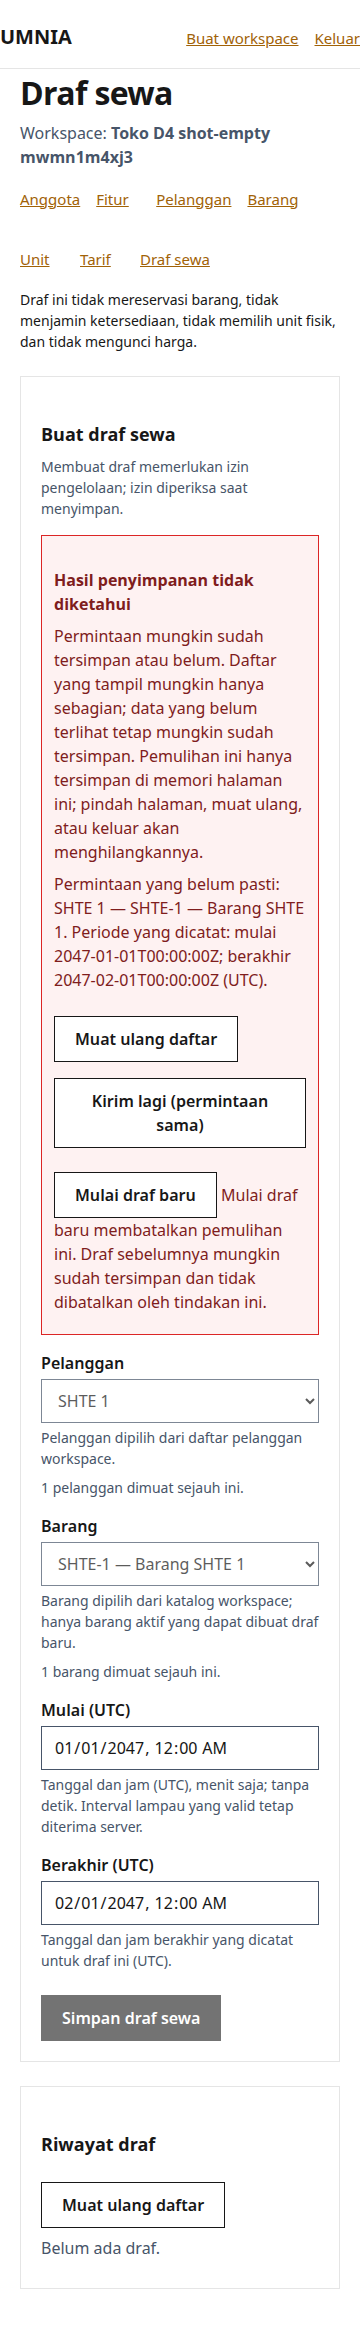 UMNIA Buat workspace Keluar
Draf sewa
Workspace: Toko D4 shot-empty
mwmn1m4xj3
Anggota Fitur Pelanggan Barang
Unit Tarif Draf sewa
Draf ini tidak mereservasi barang, tidak
menjamin ketersediaan, tidak memilih unit fisik,
dan tidak mengunci harga.
Buat draf sewa
Membuat draf memerlukan izin
pengelolaan; izin diperiksa saat
menyimpan.
Hasil penyimpanan tidak
diketahui
Permintaan mungkin sudah
tersimpan atau belum. Daftar
yang tampil mungkin hanya
sebagian; data yang belum
terlihat tetap mungkin sudah
tersimpan. Pemulihan ini hanya
tersimpan di memori halaman
ini; pindah halaman, muat ulang,
atau keluar akan
menghilangkannya.
Permintaan yang belum pasti:
SHTE 1 — SHTE-1 — Barang SHTE
1. Periode yang dicatat: mulai
2047-01-01T00:00:00Z; berakhir
2047-02-01T00:00:00Z (UTC).
Muat ulang daftar
Kirim lagi (permintaan
sama)
Mulai draf baru Mulai draf
baru membatalkan pemulihan
ini. Draf sebelumnya mungkin
sudah tersimpan dan tidak
dibatalkan oleh tindakan ini.
Pelanggan
SHTE 1
Pelanggan dipilih dari daftar pelanggan
workspace.
1 pelanggan dimuat sejauh ini.
Barang
SHTE-1 — Barang SHTE 1
Barang dipilih dari katalog workspace;
hanya barang aktif yang dapat dibuat draf
baru.
1 barang dimuat sejauh ini.
Mulai (UTC)
01/01/2047, 12:00 AM
Tanggal dan jam (UTC), menit saja; tanpa
detik. Interval lampau yang valid tetap
diterima server.
Berakhir (UTC)
02/01/2047, 12:00 AM
Tanggal dan jam berakhir yang dicatat
untuk draf ini (UTC).
Simpan draf sewa
Riwayat draf
Muat ulang daftar
Belum ada draf.